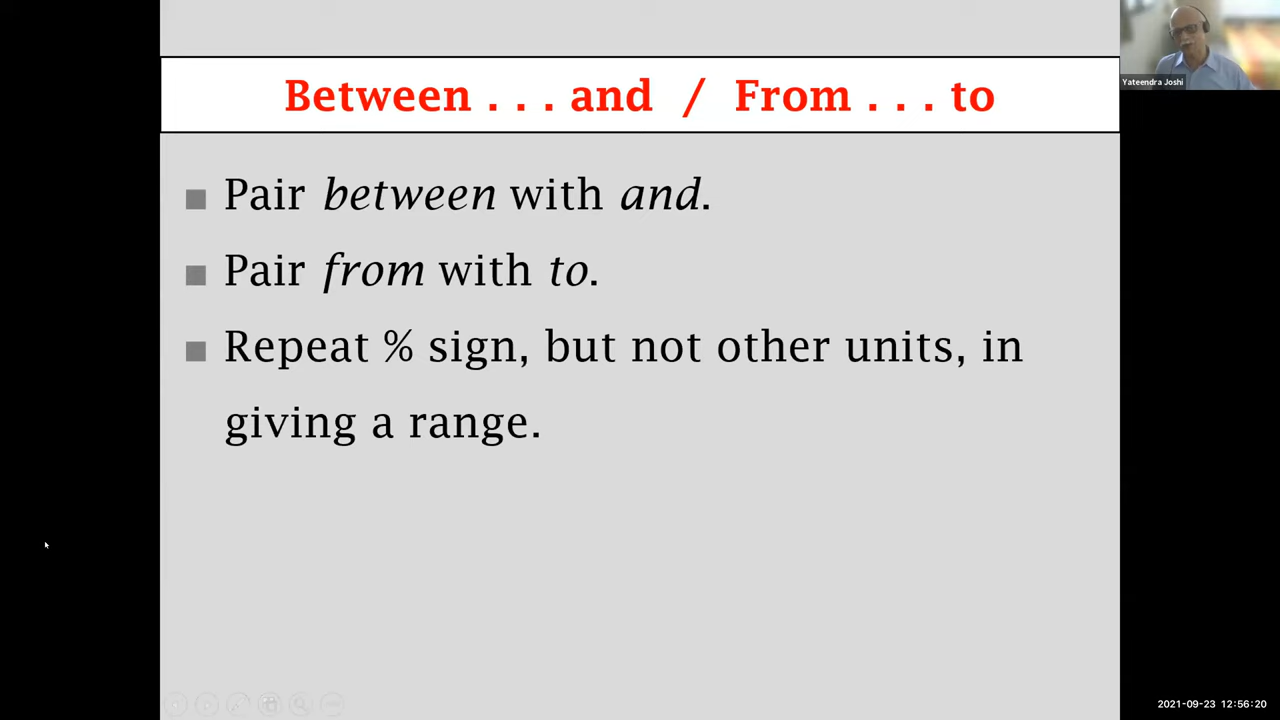 Between . . . and / From . . . to
Yateendra Joshi
Pair between with and.
Pair from with to.
Repeat % sign, but not other units, in
giving a range.
2021-09-23 12:56:20